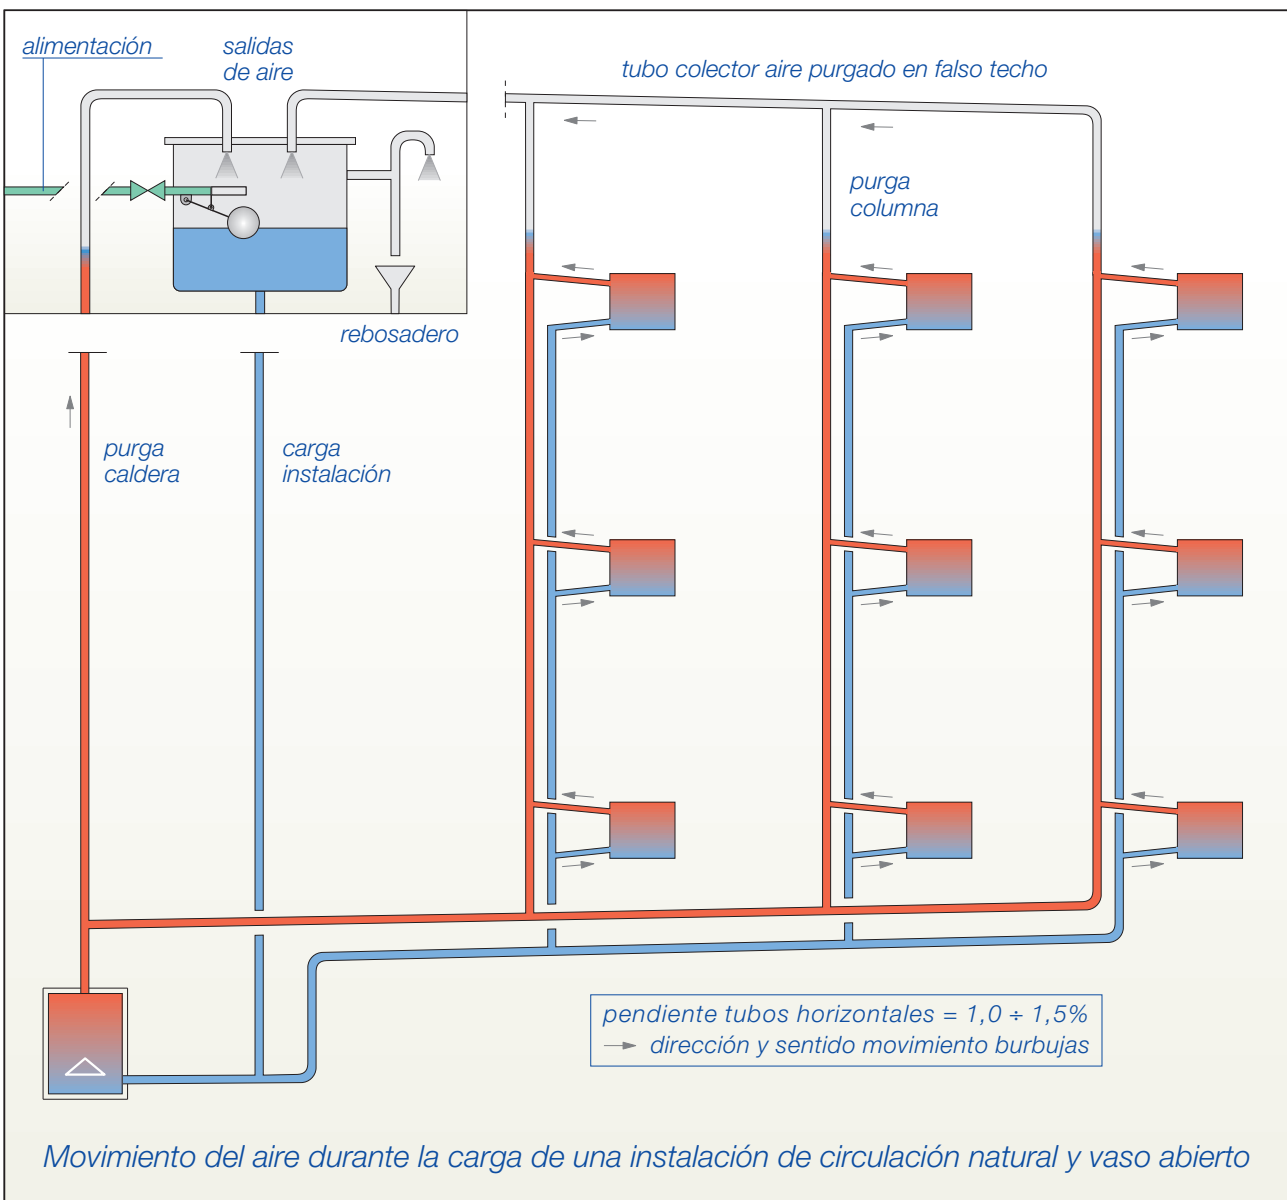 alimentación
salidas
de aire
tubo colector aire purgado en falso techo
purga
columna
rebosadero
purga
caldera
carga
instalación
pendiente tubos horizontales = 1,0 ÷ 1,5%
dirección y sentido movimiento burbujas
Movimiento del aire durante la carga de una instalación de circulación natural y vaso abierto